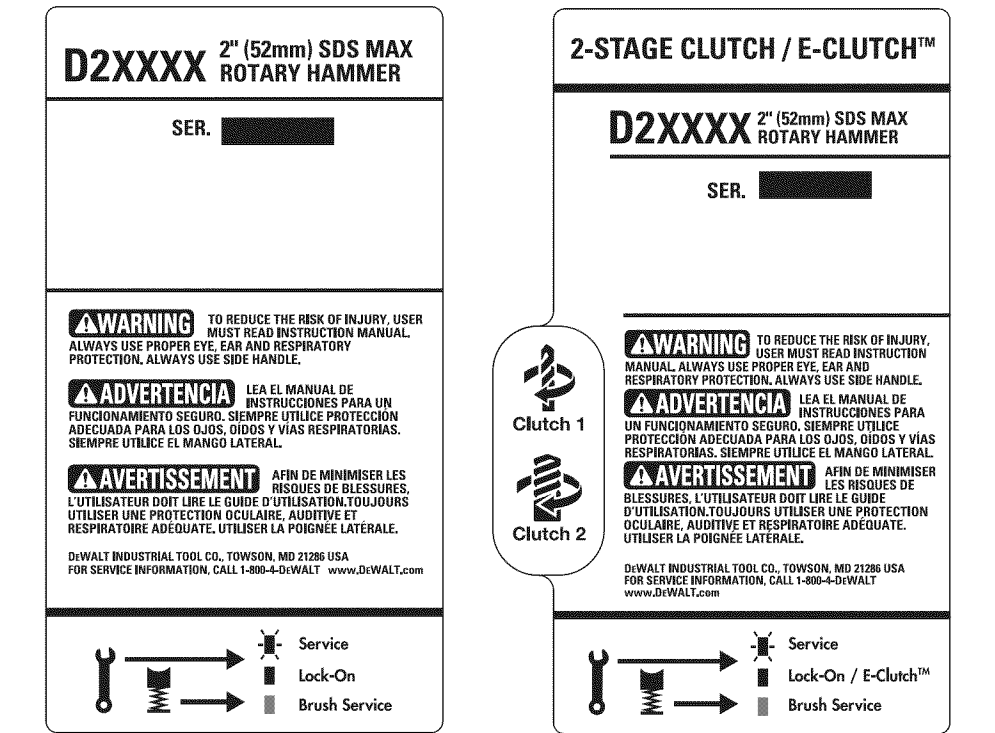 D2XXXX 2" (52mm) SDS MAX
ROTARY HAMMER
SER.
WARNING TO REDUCE THE RISK OF INJURY, USER
MUST READ INSTRUCTION MANUAL.
ALWAYS USE PROPER EYE, EAR AND RESPIRATORY
PROTECTION. ALWAYS USE SIDE HANDLE.
ADVERTENCIA LEA EL MANUAL DE
INSTRUCCIONES PARA UN
FUNCIONAMIENTO SEGURO. SIEMPRE UTILICE PROTECCIÓN
ADECUADA PARA LOS OJOS, OÍDOS Y VÍAS RESPIRATORIAS.
SIEMPRE UTILICE EL MANGO LATERAL.
AVERTISSEMENT AFIN DE MINIMISER LES
RISQUES DE BLESSURES,
L'UTILISATEUR DOIT LIRE LE GUIDE D'UTILISATION.TOUJOURS
UTILISER UNE PROTECTION OCULAIRE, AUDITIVE ET
RESPIRATOIRE ADÉQUATE. UTILISER LA POIGNÉE LATÉRALE.
DEWALT INDUSTRIAL TOOL CO., TOWSON, MD 21286 USA
FOR SERVICE INFORMATION, CALL 1-800-4-DEWALT www.DEWALT.com
Service
Lock-On
Brush Service
2-STAGE CLUTCH / E-CLUTCH™
D2XXXX 2" (52mm) SDS MAX
ROTARY HAMMER
SER.
Clutch 1
Clutch 2
WARNING TO REDUCE THE RISK OF INJURY,
USER MUST READ INSTRUCTION
MANUAL. ALWAYS USE PROPER EYE, EAR AND
RESPIRATORY PROTECTION. ALWAYS USE SIDE HANDLE.
ADVERTENCIA LEA EL MANUAL DE
INSTRUCCIONES PARA
UN FUNCIONAMIENTO SEGURO. SIEMPRE UTILICE
PROTECCIÓN ADECUADA PARA LOS OJOS, OÍDOS Y VÍAS
RESPIRATORIAS. SIEMPRE UTILICE EL MANGO LATERAL.
AVERTISSEMENT AFIN DE MINIMISER
LES RISQUES DE
BLESSURES, L'UTILISATEUR DOIT LIRE LE GUIDE
D'UTILISATION.TOUJOURS UTILISER UNE PROTECTION
OCULAIRE, AUDITIVE ET RESPIRATOIRE ADÉQUATE.
UTILISER LA POIGNÉE LATÉRALE.
DEWALT INDUSTRIAL TOOL CO., TOWSON, MD 21286 USA
FOR SERVICE INFORMATION, CALL 1-800-4-DEWALT
www.DEWALT.com
Service
Lock-On / E-Clutch™
Brush Service